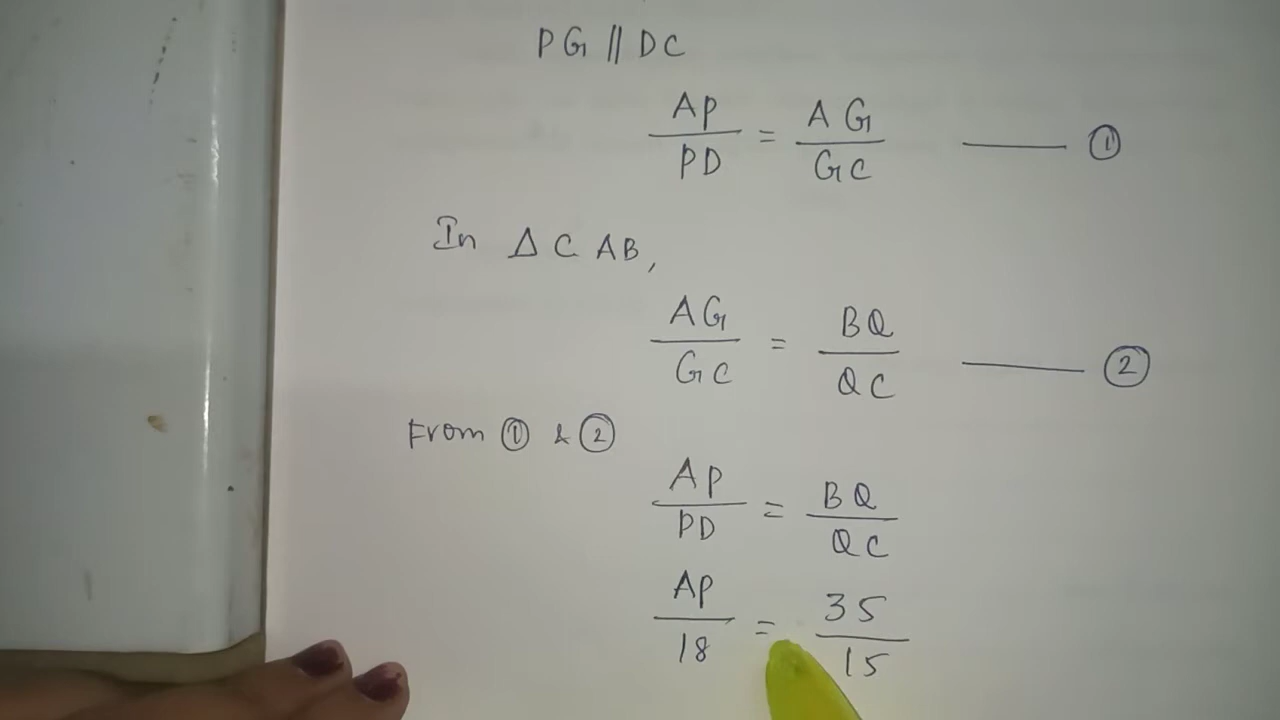 PG || DC
AP/PD = AG/GC —— ①
In Δ CAB,
AG/GC = BQ/QC —— ②
From ① & ②
AP/PD = BQ/QC
AP/18 = 35/15